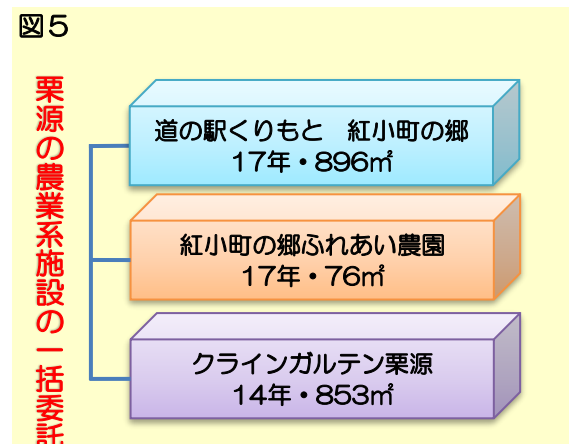 図５
栗源の農業系施設の一括委託
道の駅くりもと　紅小町の郷
17年・896㎡
紅小町の郷ふれあい農園
17年・76㎡
クラインガルテン栗源
14年・853㎡